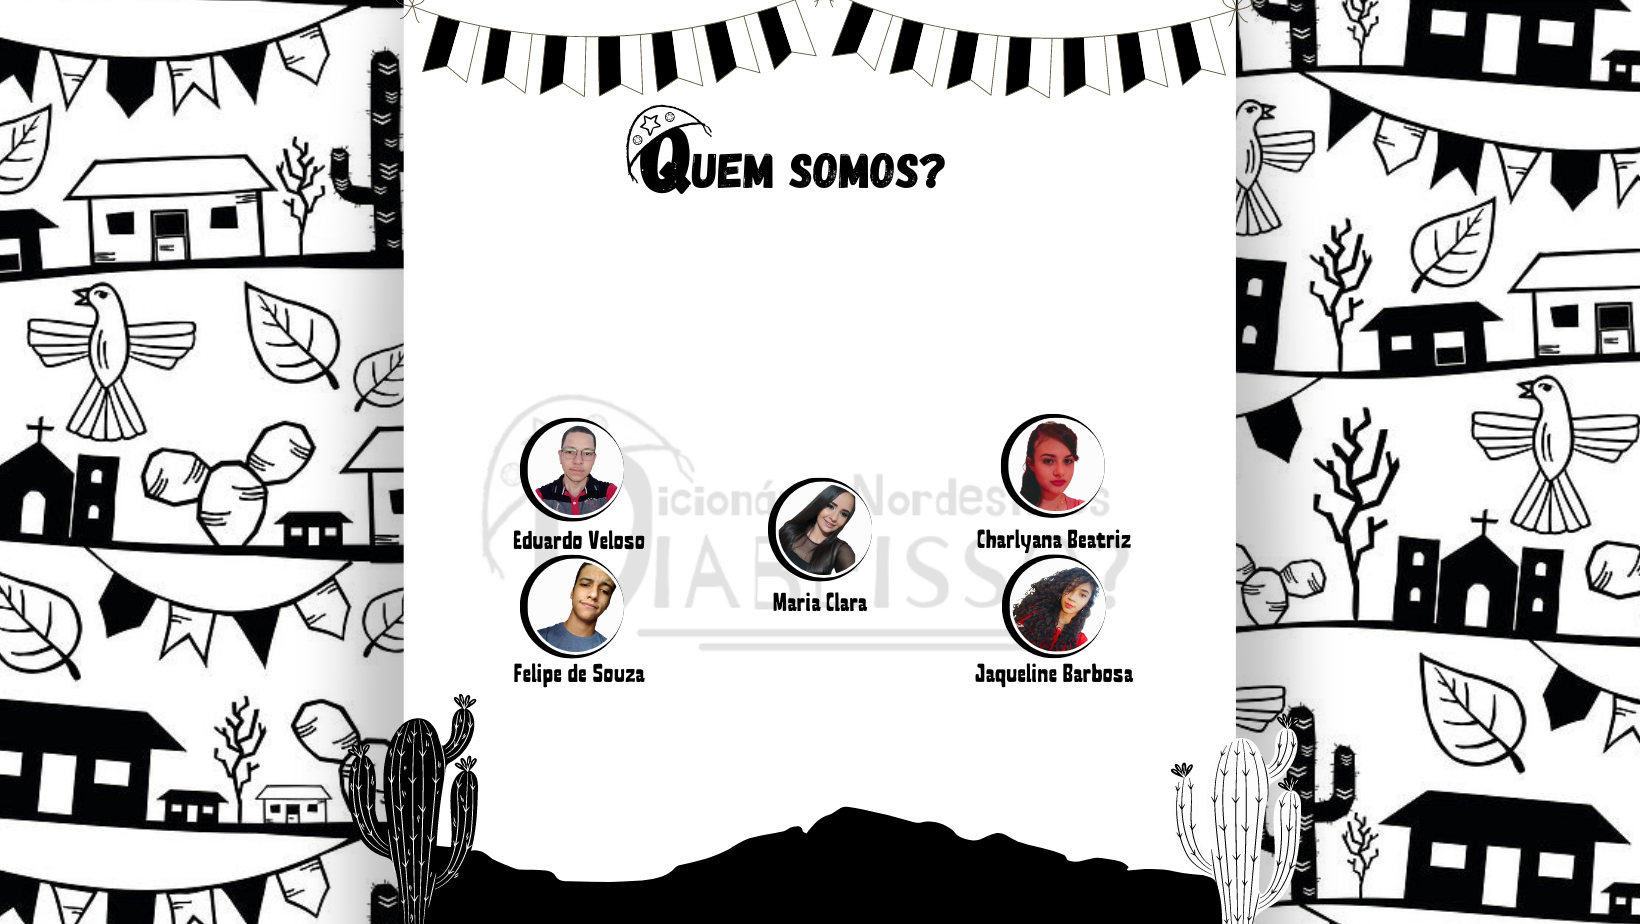 Quem somos?
Eduardo Veloso
Charlyana Beatriz
Maria Clara
Felipe de Souza
Jaqueline Barbosa